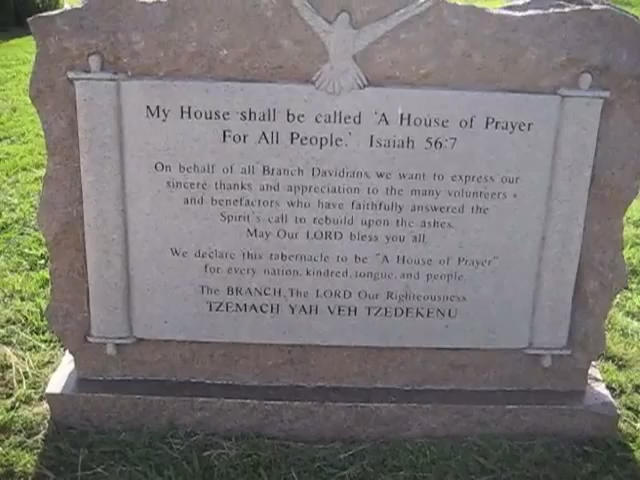 My House shall be called 'A House of Prayer
For All People.' Isaiah 56:7
On behalf of all Branch Davidians, we want to express our
sincere thanks and appreciation to the many volunteers
and benefactors who have faithfully answered the
Spirit's call to rebuild upon the ashes.
May Our LORD bless you all.
We declare this tabernacle to be "A House of Prayer"
for every nation, kindred, tongue, and people.
The BRANCH, The LORD Our Righteousness
TZEMACH YAH VEH TZEDEKENU